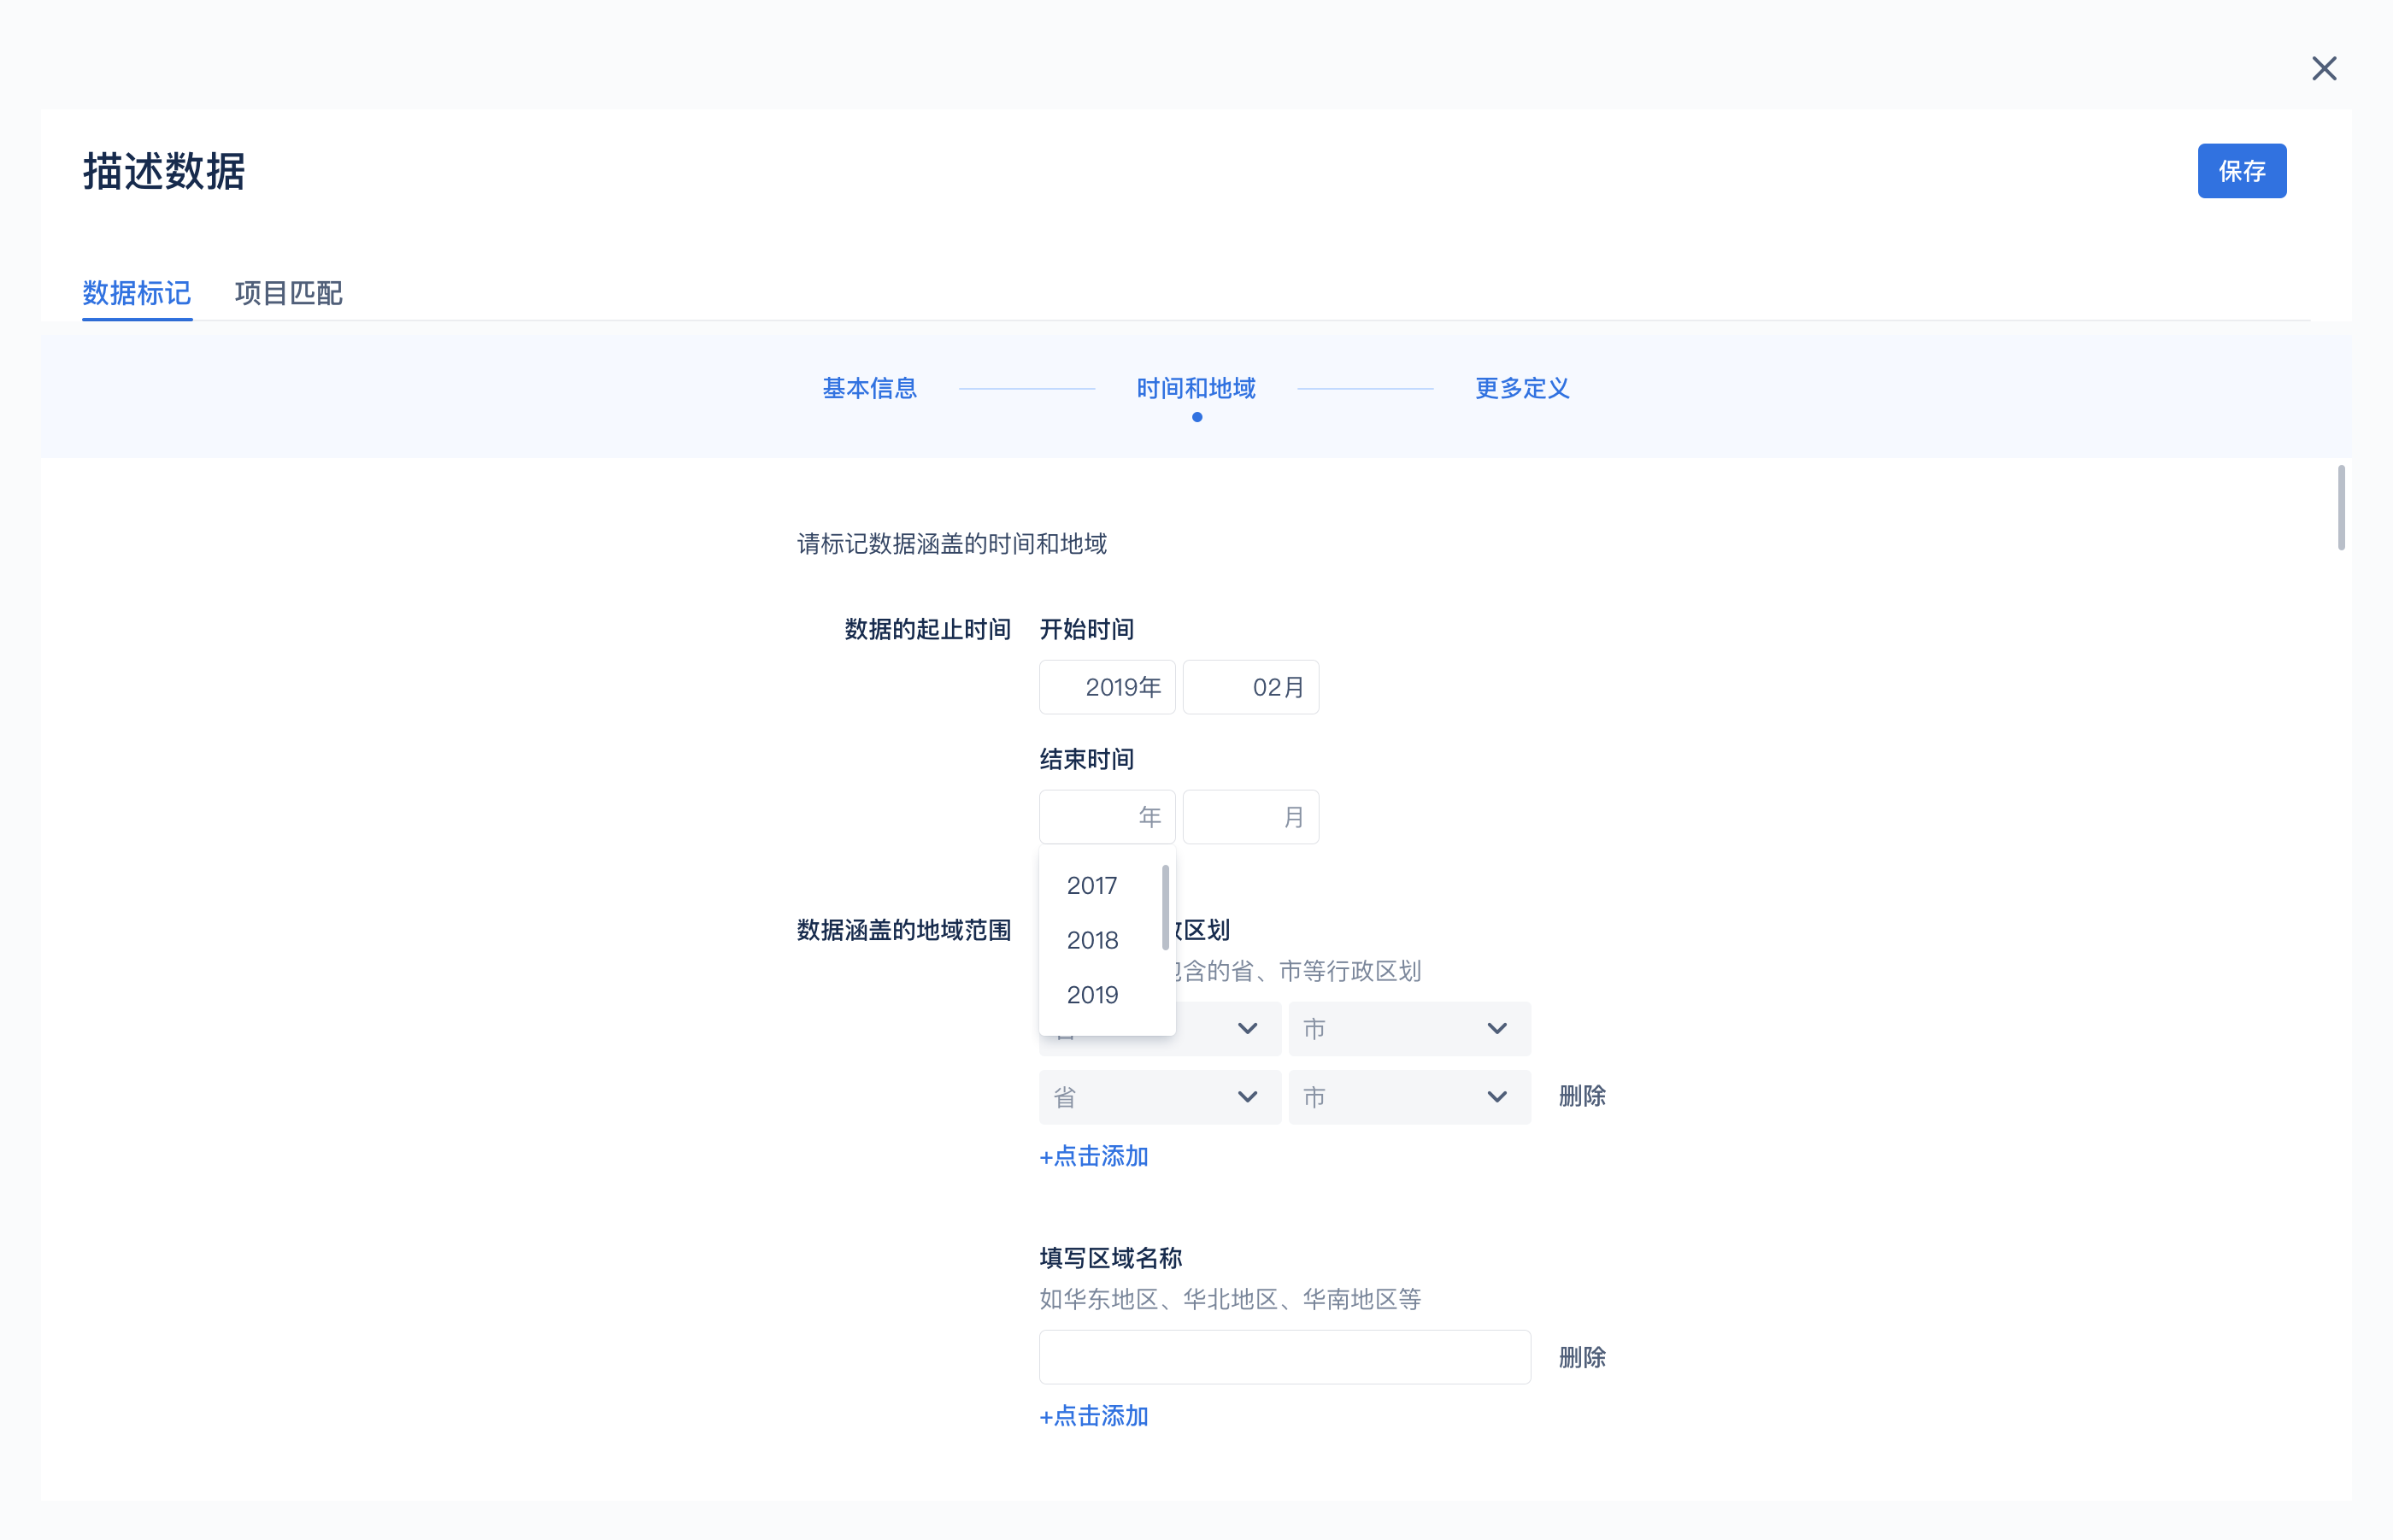 描述数据
保存
数据标记 项目匹配
基本信息 时间和地域 更多定义
请标记数据涵盖的时间和地域
数据的起止时间 开始时间
2019年 02月
结束时间
年 月
2017
2018
2019
数据涵盖的地域范围 区划
含的省、市等行政区划
市
省 市 删除
+点击添加
填写区域名称
如华东地区、华北地区、华南地区等
删除
+点击添加